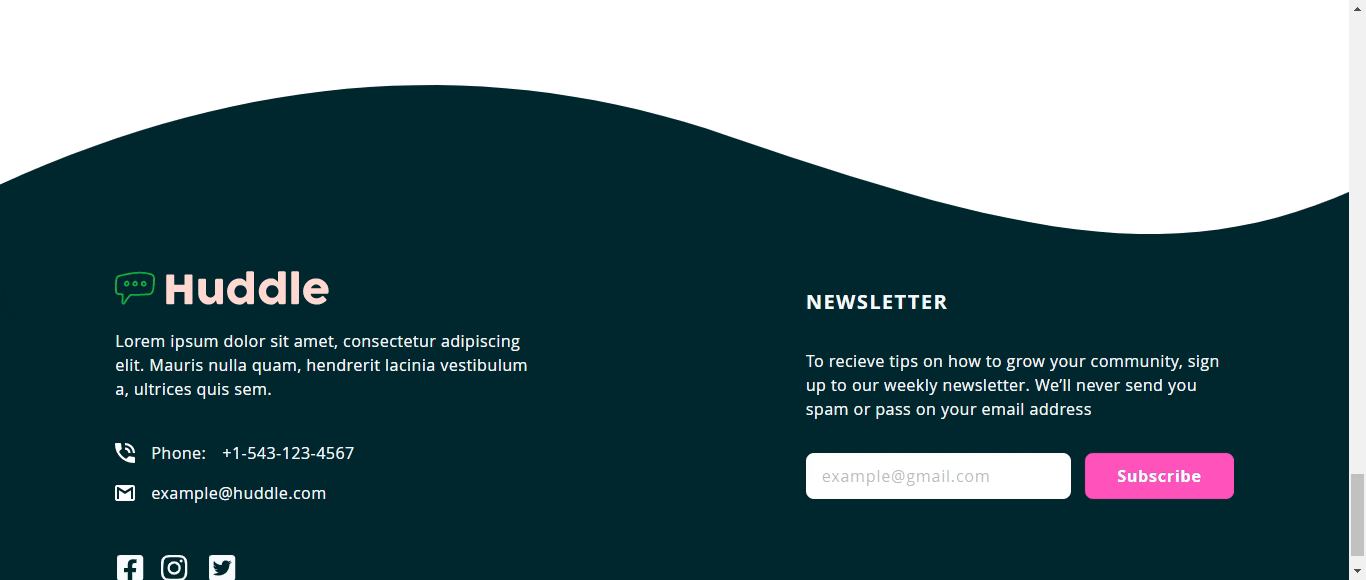 Huddle
Lorem ipsum dolor sit amet, consectetur adipiscing
elit. Mauris nulla quam, hendrerit lacinia vestibulum
a, ultrices quis sem.
Phone: +1-543-123-4567
example@huddle.com
NEWSLETTER
To recieve tips on how to grow your community, sign
up to our weekly newsletter. We’ll never send you
spam or pass on your email address
example@gmail.com
Subscribe